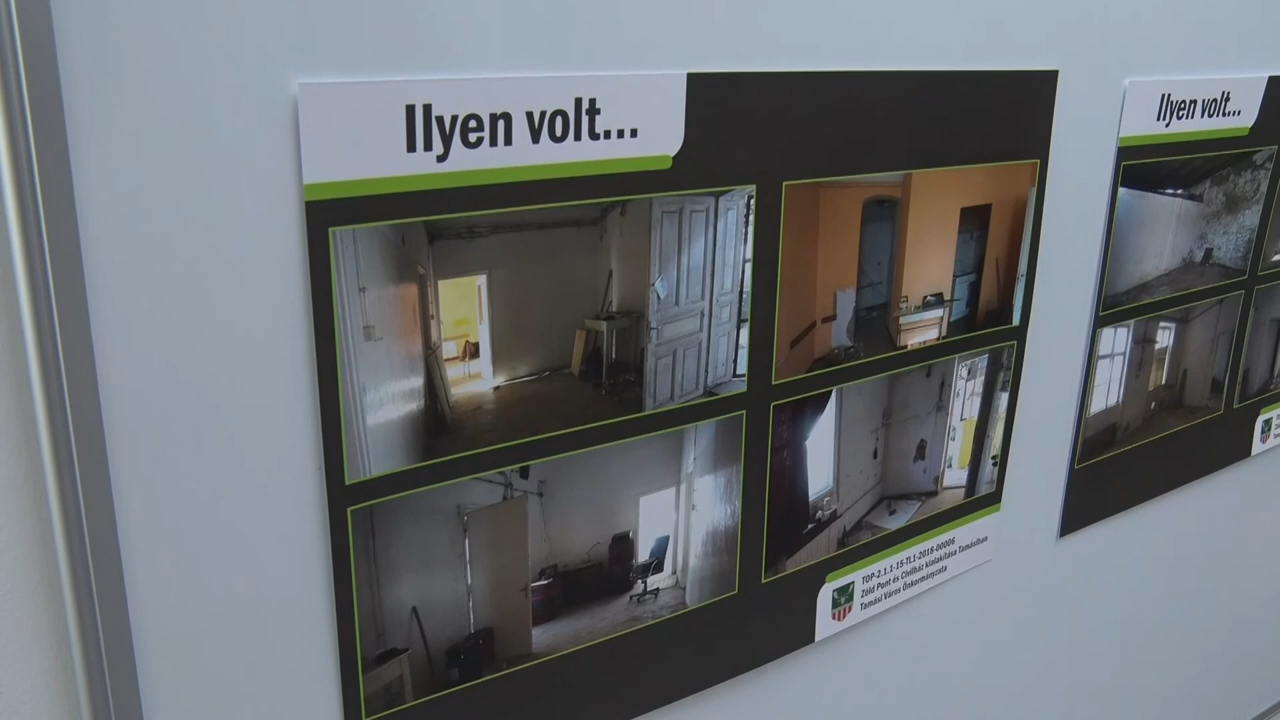 Ilyen volt...
TOP-2.1.1-15-TL1-2018-00006
Zöld Pont és Civilház kialakítása Tamásiban
Tamási Város Önkormányzata
Ilyen volt...